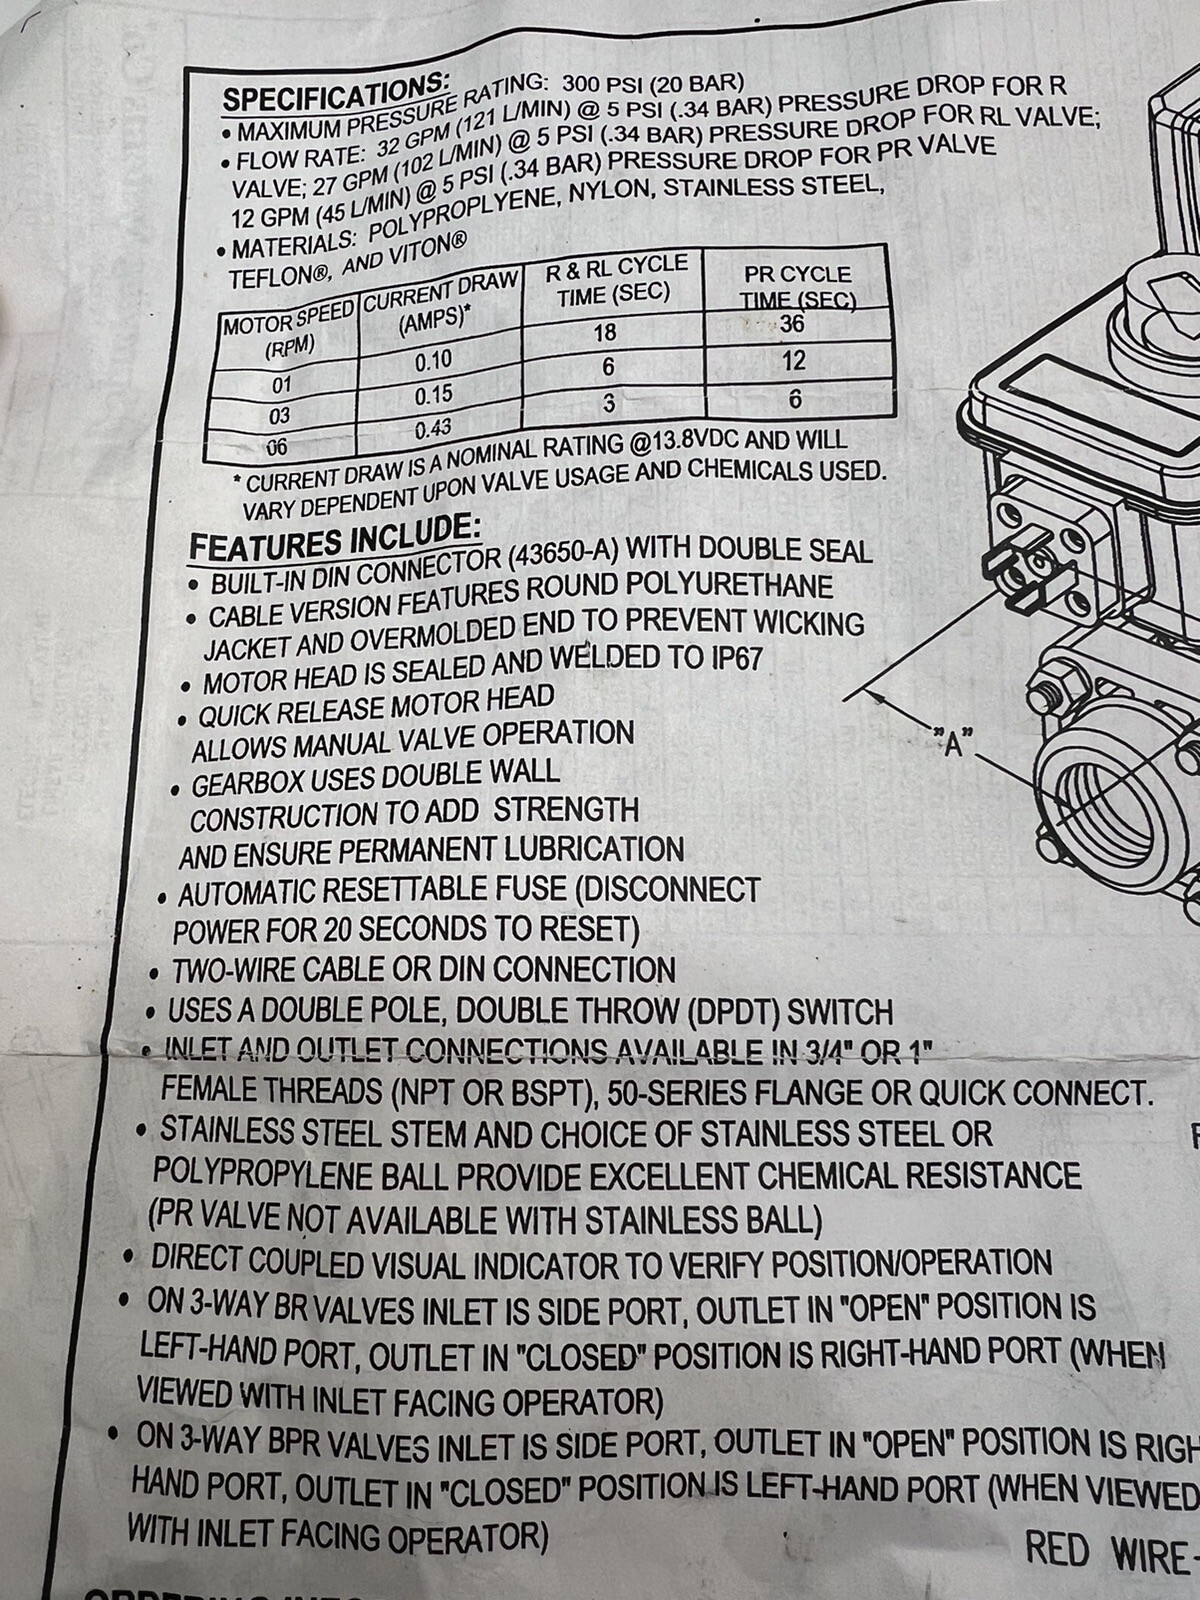 SPECIFICATIONS:
• MAXIMUM PRESSURE RATING: 300 PSI (20 BAR)
• FLOW RATE: 32 GPM (121 L/MIN) @ 5 PSI (.34 BAR) PRESSURE DROP FOR R
VALVE; 27 GPM (102 L/MIN) @ 5 PSI (.34 BAR) PRESSURE DROP FOR RL VALVE;
12 GPM (45 L/MIN) @ 5 PSI (.34 BAR) PRESSURE DROP FOR PR VALVE
• MATERIALS: POLYPROPLYENE, NYLON, STAINLESS STEEL,
TEFLON®, AND VITON®
MOTOR SPEED (RPM) CURRENT DRAW (AMPS)* R & RL CYCLE TIME (SEC) PR CYCLE TIME (SEC)
01 0.10 18 36
03 0.15 6 12
06 0.43 3 6
* CURRENT DRAW IS A NOMINAL RATING @13.8VDC AND WILL
VARY DEPENDENT UPON VALVE USAGE AND CHEMICALS USED.
FEATURES INCLUDE:
• BUILT-IN DIN CONNECTOR (43650-A) WITH DOUBLE SEAL
• CABLE VERSION FEATURES ROUND POLYURETHANE
JACKET AND OVERMOLDED END TO PREVENT WICKING
• MOTOR HEAD IS SEALED AND WELDED TO IP67
• QUICK RELEASE MOTOR HEAD
ALLOWS MANUAL VALVE OPERATION
• GEARBOX USES DOUBLE WALL
CONSTRUCTION TO ADD STRENGTH
AND ENSURE PERMANENT LUBRICATION
• AUTOMATIC RESETTABLE FUSE (DISCONNECT
POWER FOR 20 SECONDS TO RESET)
• TWO-WIRE CABLE OR DIN CONNECTION
• USES A DOUBLE POLE, DOUBLE THROW (DPDT) SWITCH
• INLET AND OUTLET CONNECTIONS AVAILABLE IN 3/4" OR 1"
FEMALE THREADS (NPT OR BSPT), 50-SERIES FLANGE OR QUICK CONNECT.
• STAINLESS STEEL STEM AND CHOICE OF STAINLESS STEEL OR
POLYPROPYLENE BALL PROVIDE EXCELLENT CHEMICAL RESISTANCE
(PR VALVE NOT AVAILABLE WITH STAINLESS BALL)
• DIRECT COUPLED VISUAL INDICATOR TO VERIFY POSITION/OPERATION
• ON 3-WAY BR VALVES INLET IS SIDE PORT, OUTLET IN "OPEN" POSITION IS
LEFT-HAND PORT, OUTLET IN "CLOSED" POSITION IS RIGHT-HAND PORT (WHEN
VIEWED WITH INLET FACING OPERATOR)
• ON 3-WAY BPR VALVES INLET IS SIDE PORT, OUTLET IN "OPEN" POSITION IS RIGH
HAND PORT, OUTLET IN "CLOSED" POSITION IS LEFT-HAND PORT (WHEN VIEWED
WITH INLET FACING OPERATOR)
"A"
RED WIRE-